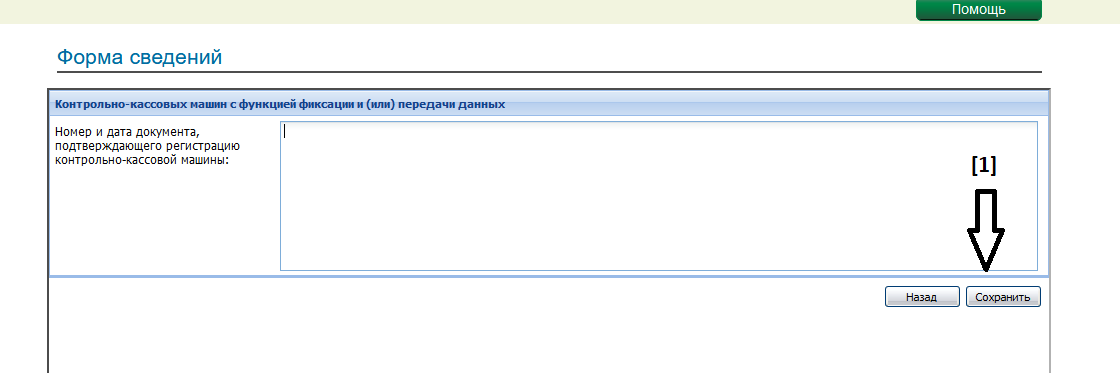 Помощь
Форма сведений
Контрольно-кассовых машин с функцией фиксации и (или) передачи данных
Номер и дата документа,
подтверждающего регистрацию
контрольно-кассовой машины:
[1]
Назад
Сохранить